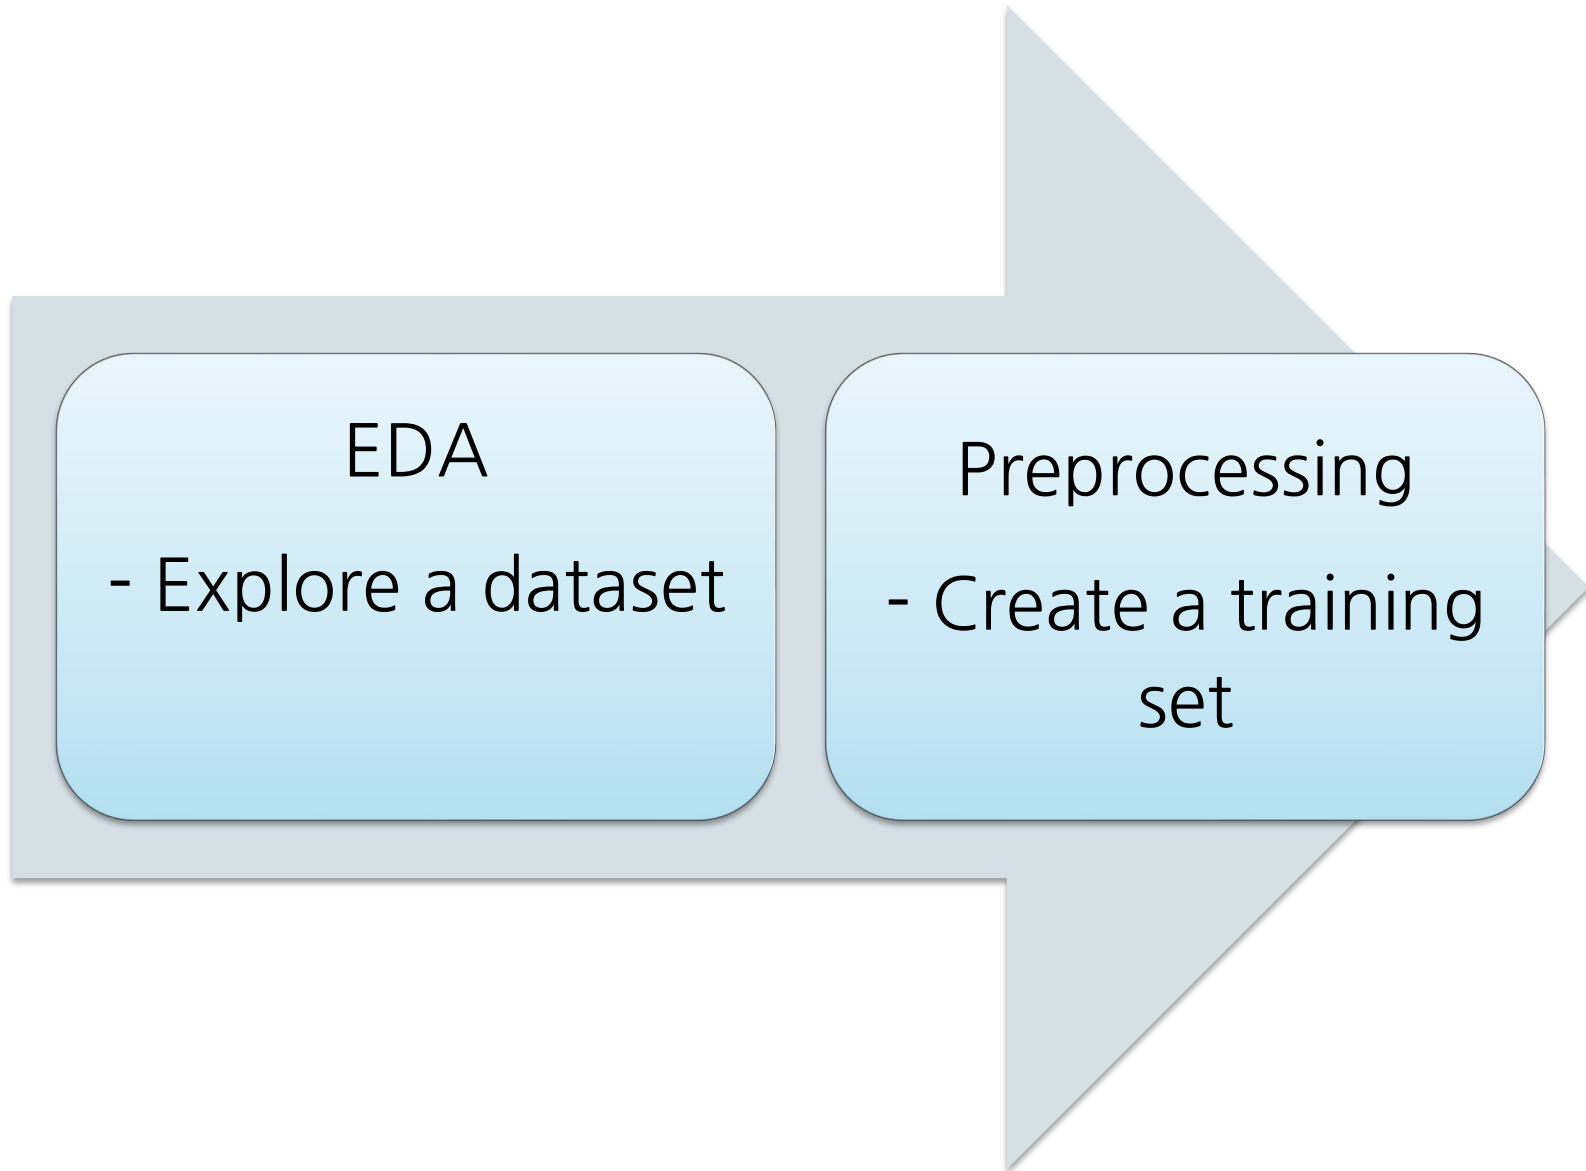 EDA
- Explore a dataset
Preprocessing
- Create a training
set